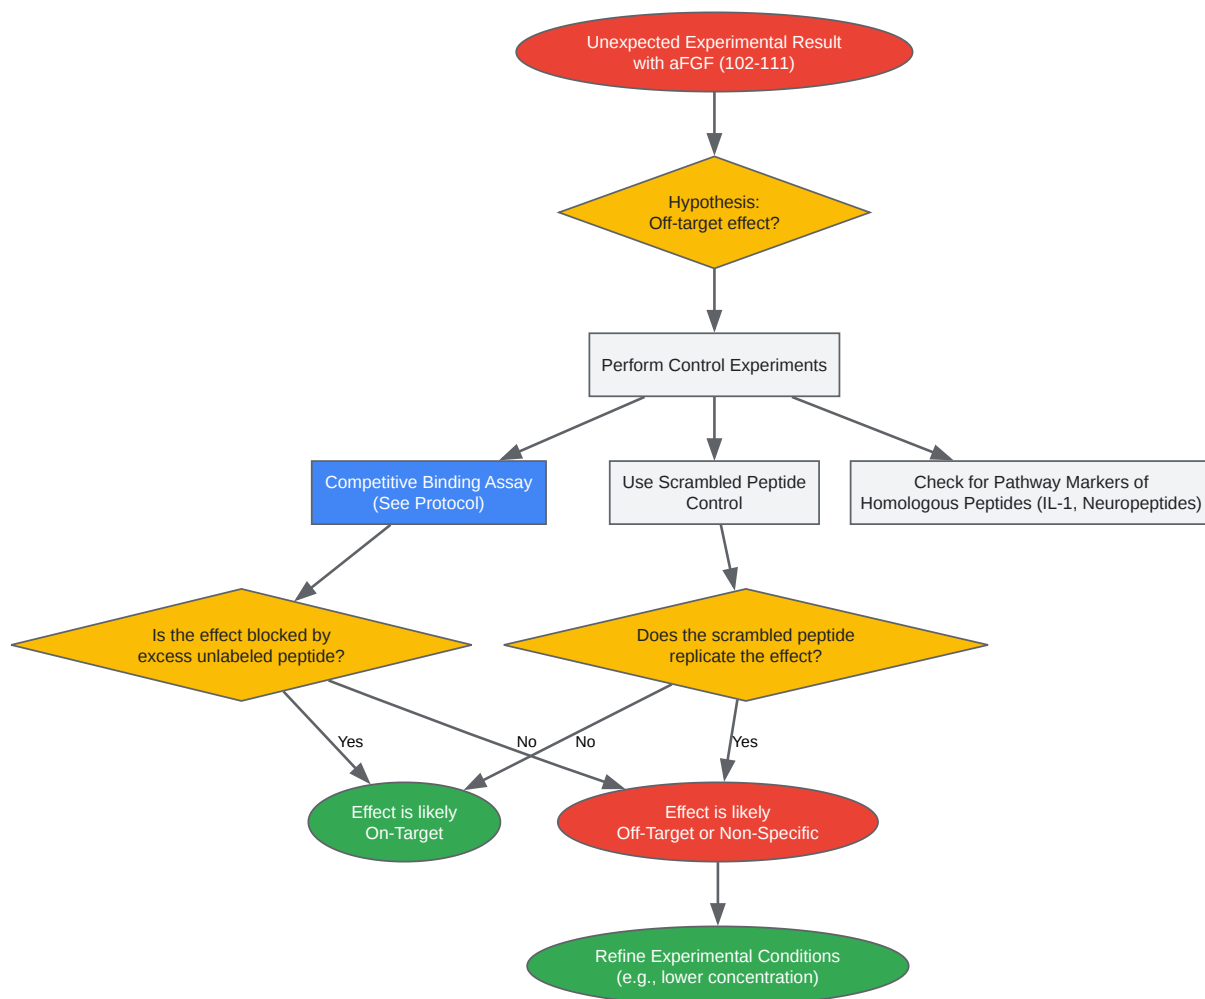 Unexpected Experimental Result
with aFGF (102-111)
Hypothesis:
Off-target effect?
Perform Control Experiments
Competitive Binding Assay
(See Protocol)
Use Scrambled Peptide
Control
Check for Pathway Markers of
Homologous Peptides (IL-1, Neuropeptides)
Is the effect blocked by
excess unlabeled peptide?
Does the scrambled peptide
replicate the effect?
Yes
No
No
Yes
Effect is likely
On-Target
Effect is likely
Off-Target or Non-Specific
Refine Experimental Conditions
(e.g., lower concentration)